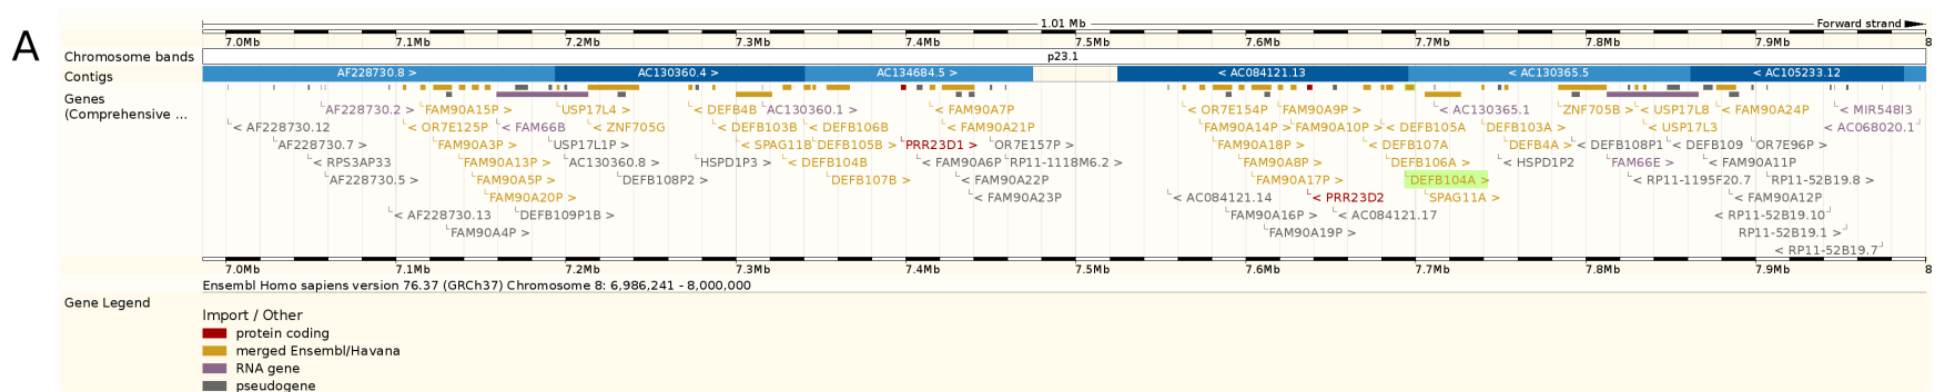 A
1.01 Mb Forward strand
7.0Mb 7.1Mb 7.2Mb 7.3Mb 7.4Mb 7.5Mb 7.6Mb 7.7Mb 7.8Mb 7.9Mb 8
Chromosome bands p23.1
Contigs AF228730.8 > AC130360.4 > AC134684.5 > < AC084121.13 < AC130365.5 < AC105233.12
Genes
(Comprehensive ...
AF228730.2 > FAM90A15P > USP17L4 > < DEFB4B AC130360.1 > < FAM90A7P < OR7E154P FAM90A9P > < AC130365.1 ZNF705B > < USP17L8 < FAM90A24P < MIR548I3
< AF228730.12 < OR7E125P < FAM66B < ZNF705G < DEFB103B < DEFB106B < FAM90A21P FAM90A14P > FAM90A10P > < DEFB105A DEFB103A > < USP17L3 < AC068020.1
AF228730.7 > FAM90A3P > USP17L1P > < SPAG11B DEFB105B > PRR23D1 > OR7E157P > FAM90A18P > < DEFB107A DEFB4A > < DEFB108P1 < DEFB109 OR7E96P >
< RPS3AP33 FAM90A13P > AC130360.8 > HSPD1P3 > < DEFB104B < FAM90A6P RP11-1118M6.2 > FAM90A8P > DEFB106A > < HSPD1P2 FAM66E > < FAM90A11P
AF228730.5 > FAM90A5P > DEFB108P2 > DEFB107B > < FAM90A22P FAM90A17P > DEFB104A > < RP11-1195F20.7 RP11-52B19.8 >
FAM90A20P > < FAM90A23P < AC084121.14 < PRR23D2 SPAG11A > < FAM90A12P
< AF228730.13 DEFB109P1B > FAM90A16P > < AC084121.17 < RP11-52B19.10
FAM90A4P > FAM90A19P > RP11-52B19.1 >
< RP11-52B19.7
7.0Mb 7.1Mb 7.2Mb 7.3Mb 7.4Mb 7.5Mb 7.6Mb 7.7Mb 7.8Mb 7.9Mb 8
Ensembl Homo sapiens version 76.37 (GRCh37) Chromosome 8: 6,986,241 - 8,000,000
Gene Legend
Import / Other
protein coding
merged Ensembl/Havana
RNA gene
pseudogene